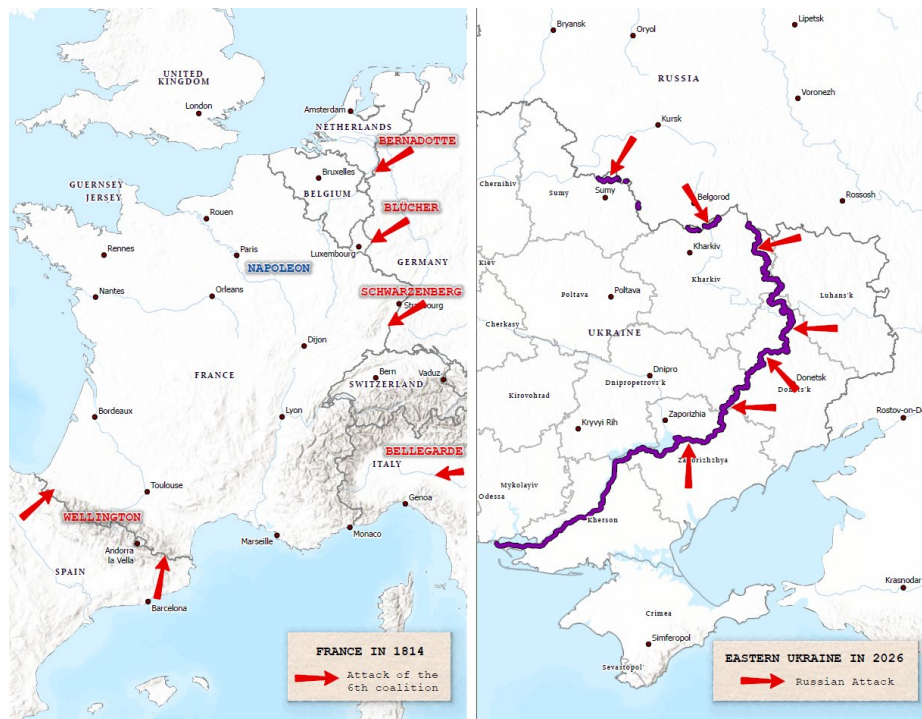 UNITED
KINGDOM
London
Amsterdam
NETHERLANDS
BERNADOTTE
Bruxelles
BELGIUM
GUERNSEY
JERSEY
BLÜCHER
Rouen
Luxembourg
Rennes
Paris
NAPOLEON
GERMANY
SCHWARZENBERG
Nantes
Orleans
Strasbourg
Dijon
Bern
Vaduz
SWITZERLAND
FRANCE
Bordeaux
Lyon
BELLEGARDE
ITALY
Toulouse
Genoa
WELLINGTON
Marseille
Monaco
Andorra
la Vella
SPAIN
Barcelona
FRANCE IN 1814
Attack of the
6th coalition
Bryansk
Oryol
Lipetsk
RUSSIA
Voronezh
Kursk
Chernihiv
Sumy
Sumy
Belgorod
Rossosh
Kharkiv
Kiev
Kharkiv
Poltava
Poltava
Luhans'k
Cherkasy
UKRAINE
Dnipro
Dnipropetrovs'k
Donetsk
Donets'k
Kirovohrad
Zaporizhia
Kryvyi Rih
Rostov-on-D
Zaporizhzhya
Mykolayiv
Odessa
Kherson
Krasnodar
Crimea
Simferopol
Sevastopol'
EASTERN UKRAINE IN 2026
Russian Attack